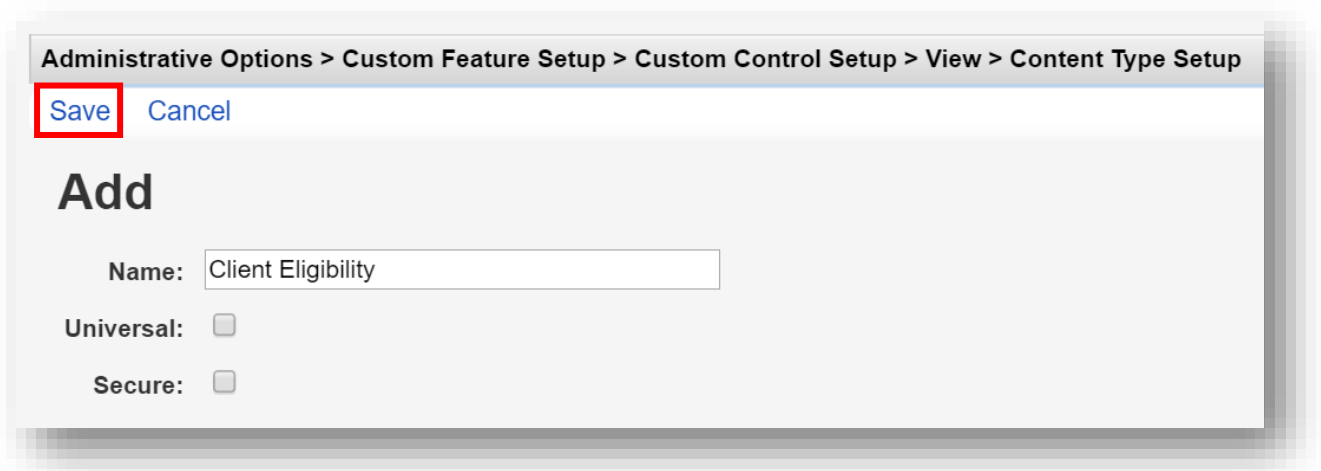 Administrative Options > Custom Feature Setup > Custom Control Setup > View > Content Type Setup
Save Cancel
Add
Name: Client Eligibility
Universal:
Secure: